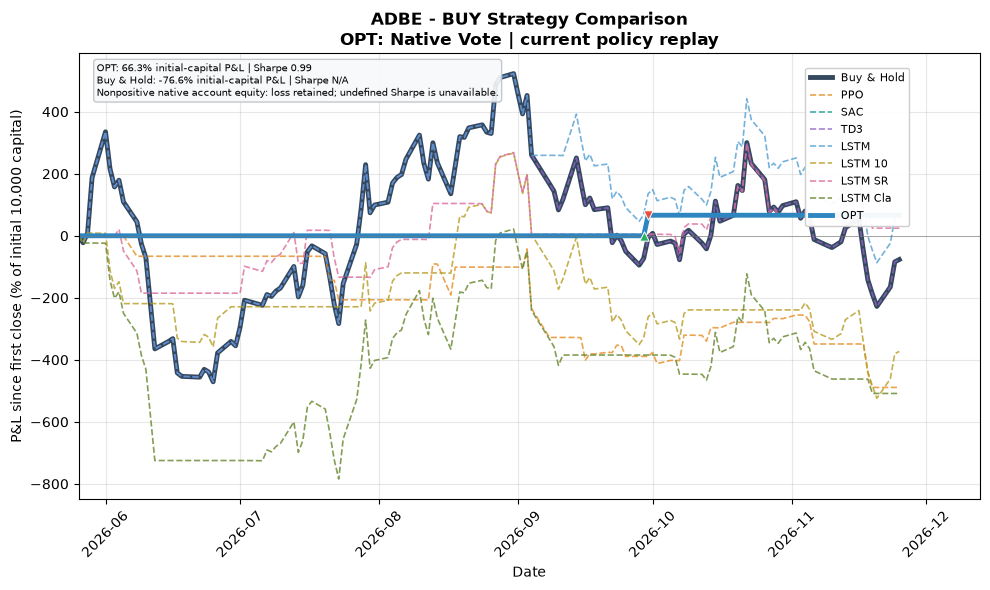 ADBE - BUY Strategy Comparison
OPT: Native Vote | current policy replay
OPT: 66.3% initial-capital P&L | Sharpe 0.99
Buy & Hold: -76.6% initial-capital P&L | Sharpe N/A
Nonpositive native account equity: loss retained; undefined Sharpe is unavailable.
Buy & Hold
PPO
SAC
TD3
LSTM
LSTM 10
LSTM SR
LSTM Cla
OPT
P&L since first close (% of initial 10,000 capital)
400
200
0
−200
−400
−600
−800
2026-06
2026-07
2026-08
2026-09
2026-10
2026-11
2026-12
Date